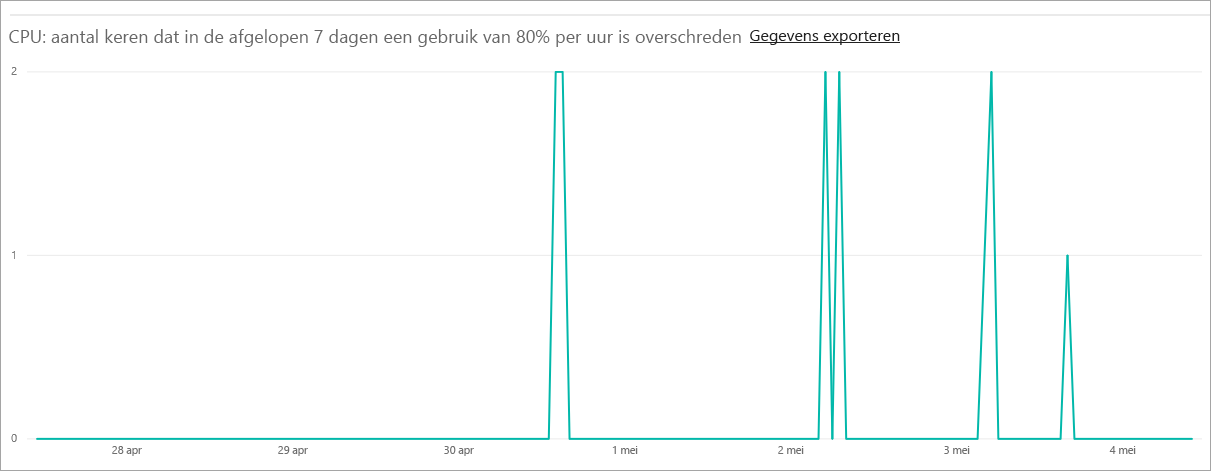 CPU: aantal keren dat in de afgelopen 7 dagen een gebruik van 80% per uur is overschreden Gegevens exporteren
2
1
0
28 apr 29 apr 30 apr 1 mei 2 mei 3 mei 4 mei